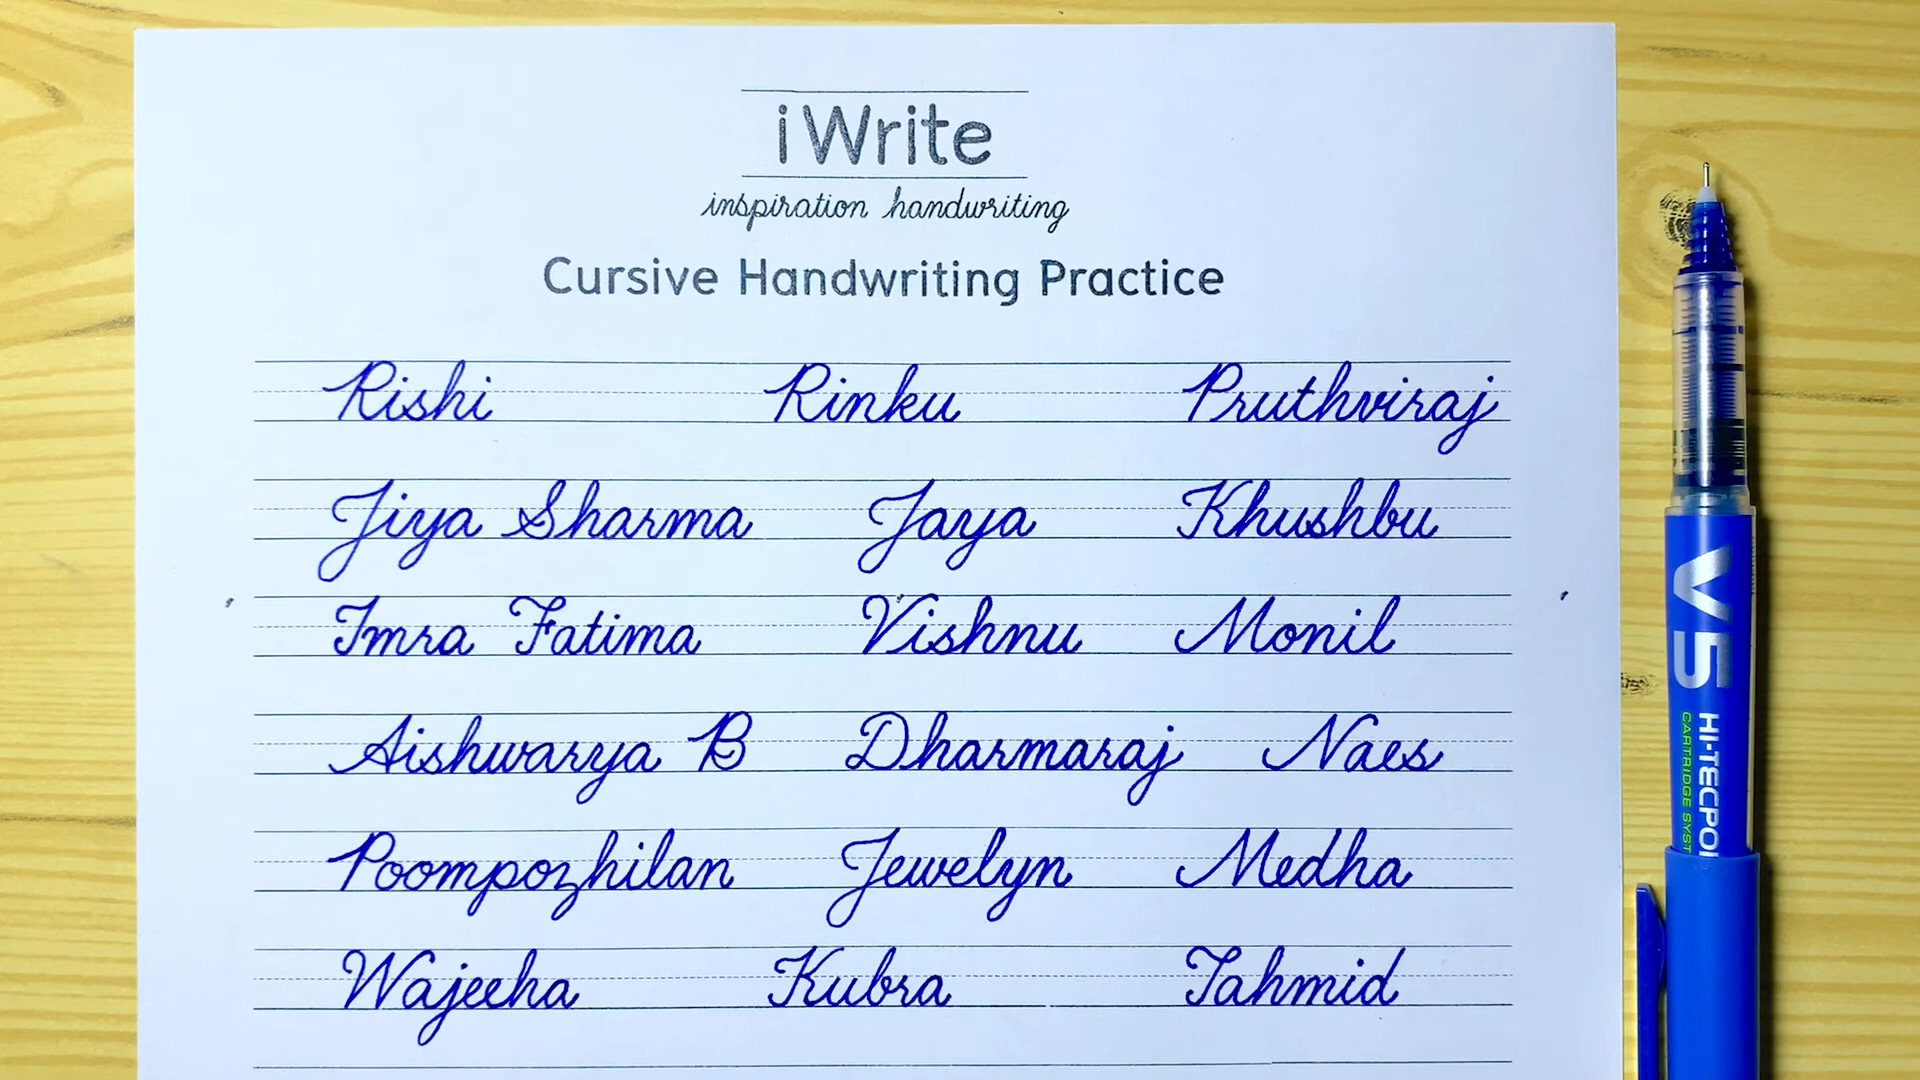 i Write
inspiration handwriting
Cursive Handwriting Practice
Rishi Rinku Pruthviraj
Jiya Sharma Jaya Khushbu
Imra Fatima Vishnu Monil
Aishwarya B Dharmaraj Naes
Poompozhilan Jewelyn Medha
Wajeeha Kubra Tahmid
V5
HI-TECPOI
CARTRIDGE SYST